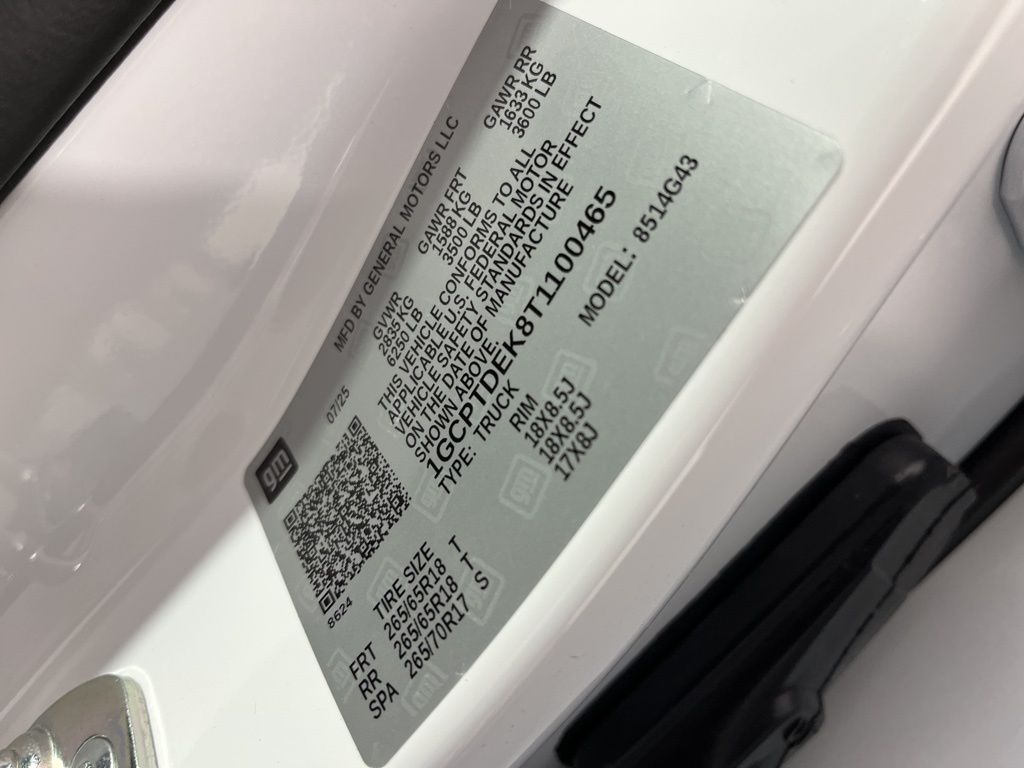 gm
07/25
MFD BY GENERAL MOTORS LLC
GVWR GAWR FRT GAWR RR
2835 KG 1588 KG 1633 KG
6250 LB 3500 LB 3600 LB
THIS VEHICLE CONFORMS TO ALL
APPLICABLE U.S. FEDERAL MOTOR
VEHICLE SAFETY STANDARDS IN EFFECT
ON THE DATE OF MANUFACTURE
SHOWN ABOVE
1GCPTDEK8T1100465
TYPE: TRUCK MODEL: 8514G43
8624
TIRE SIZE RIM
FRT 265/65R18 T 18X8.5J
RR 265/65R18 T 18X8.5J
SPA 265/70R17 S 17X8J